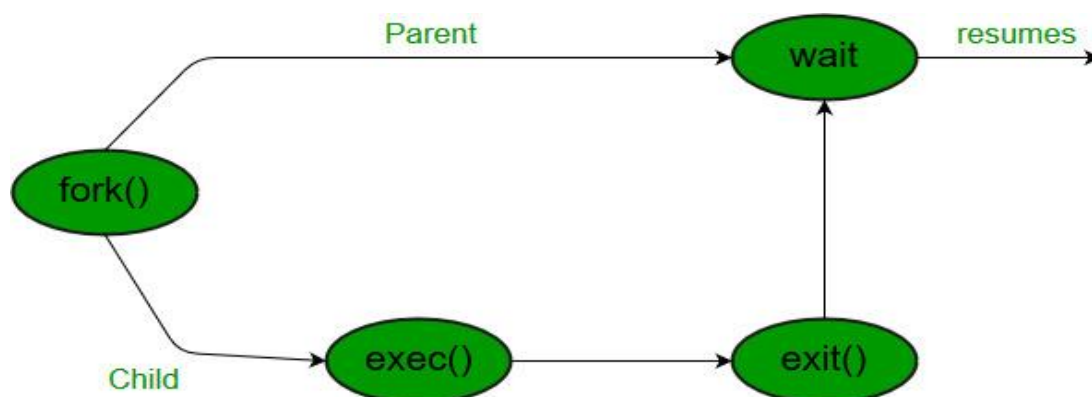 Parent
wait
resumes
fork()
Child
exec()
exit()